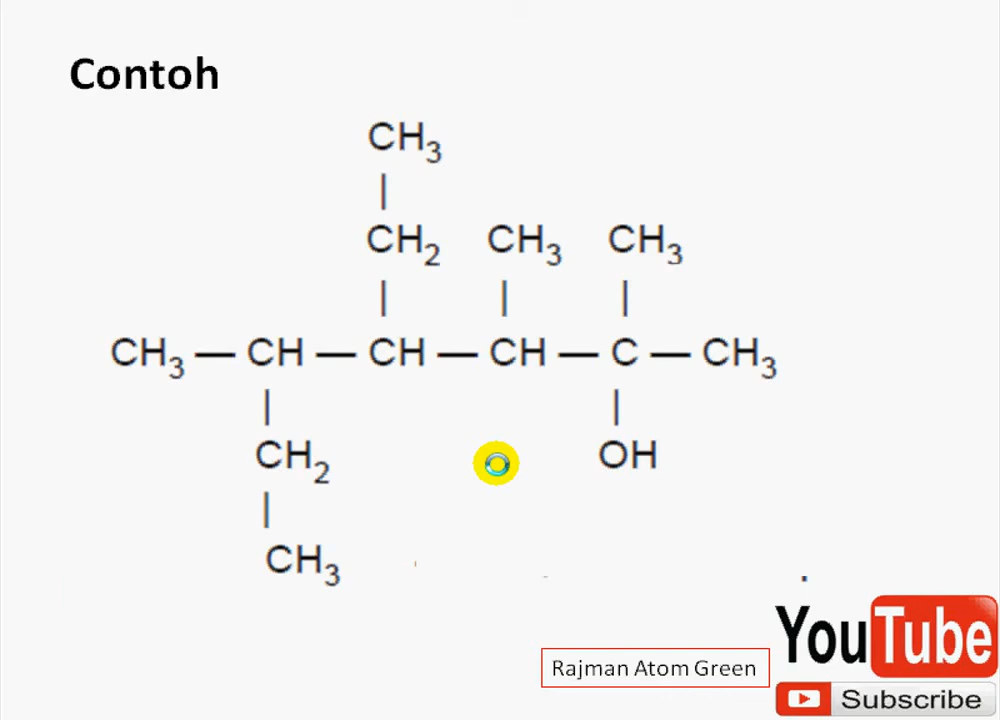 Contoh
CH3
|
CH2 CH3 CH3
| | |
CH3 — CH — CH — CH — C — CH3
| |
CH2 OH
|
CH3
YouTube
Rajman Atom Green
Subscribe